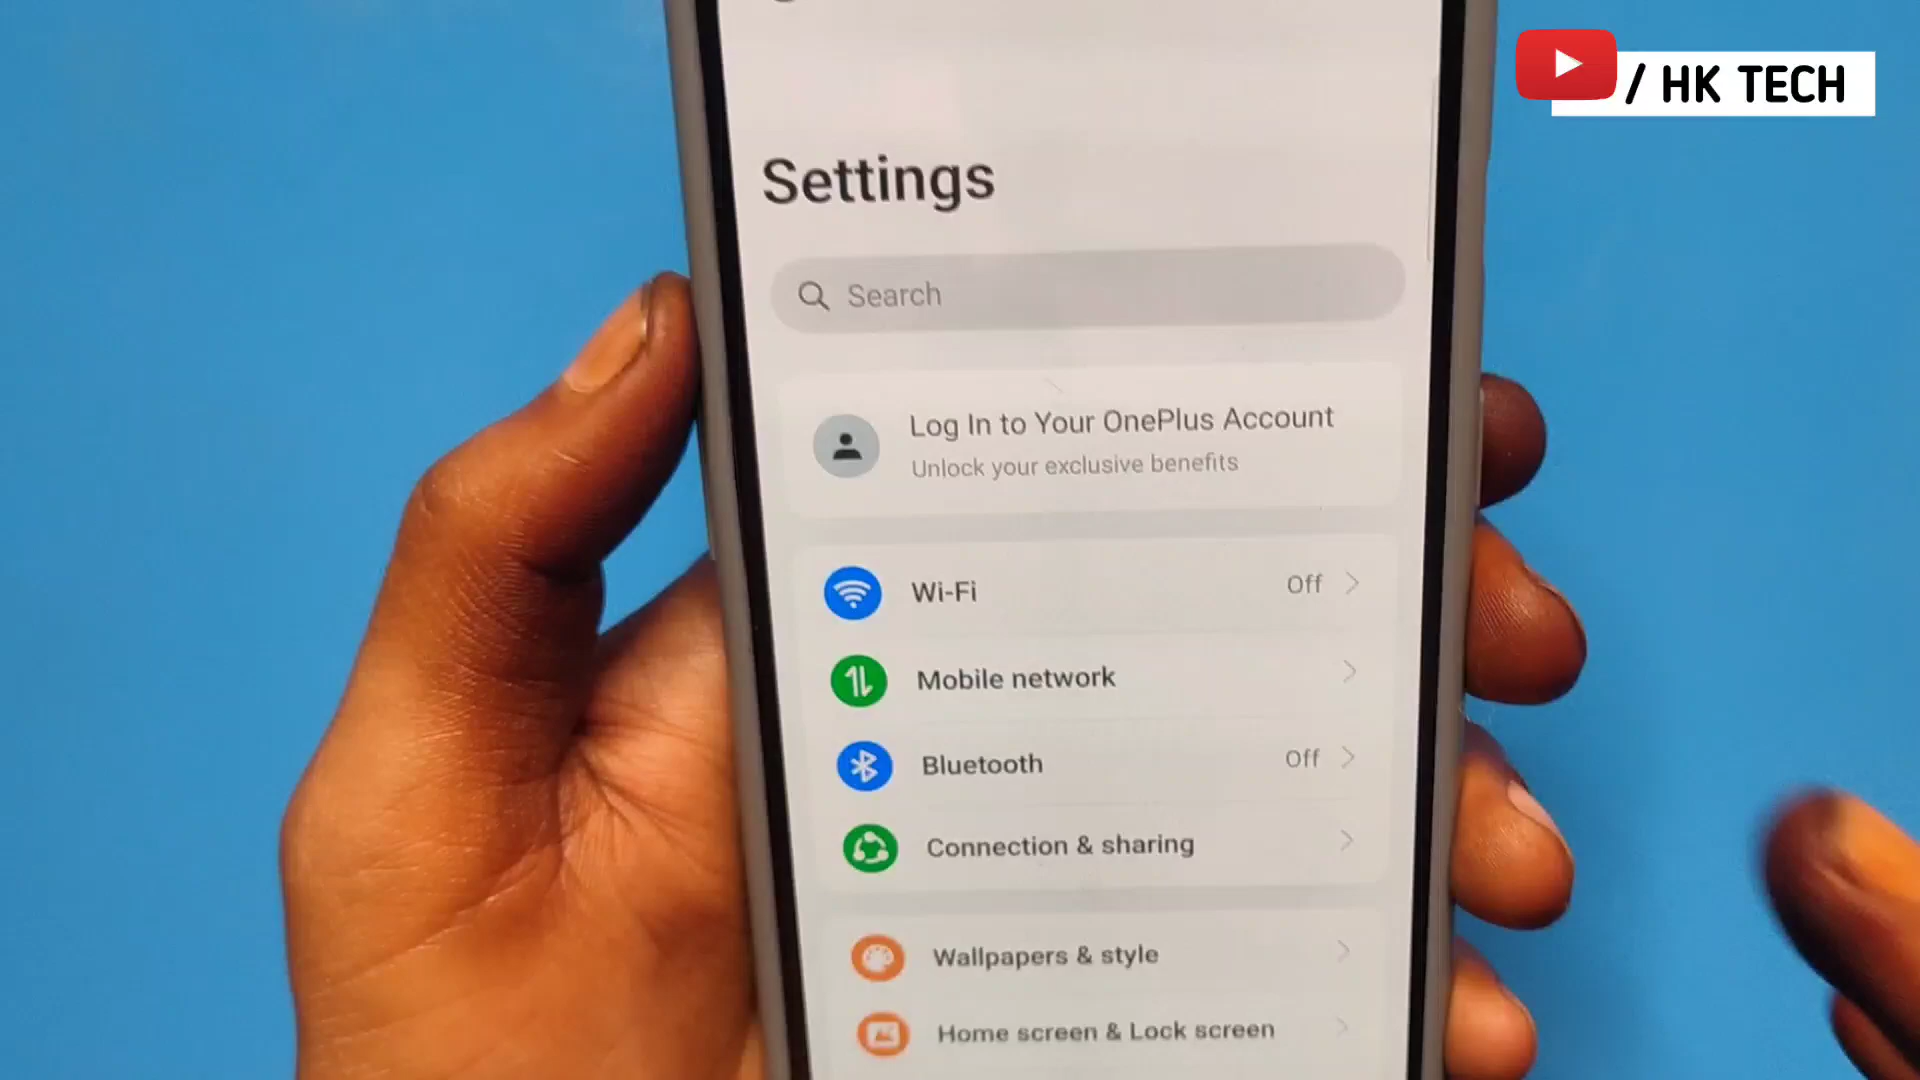 / HK TECH
Settings
Search
Log In to Your OnePlus Account
Unlock your exclusive benefits
Wi-Fi Off
Mobile network
Bluetooth Off
Connection & sharing
Wallpapers & style
Home screen & Lock screen